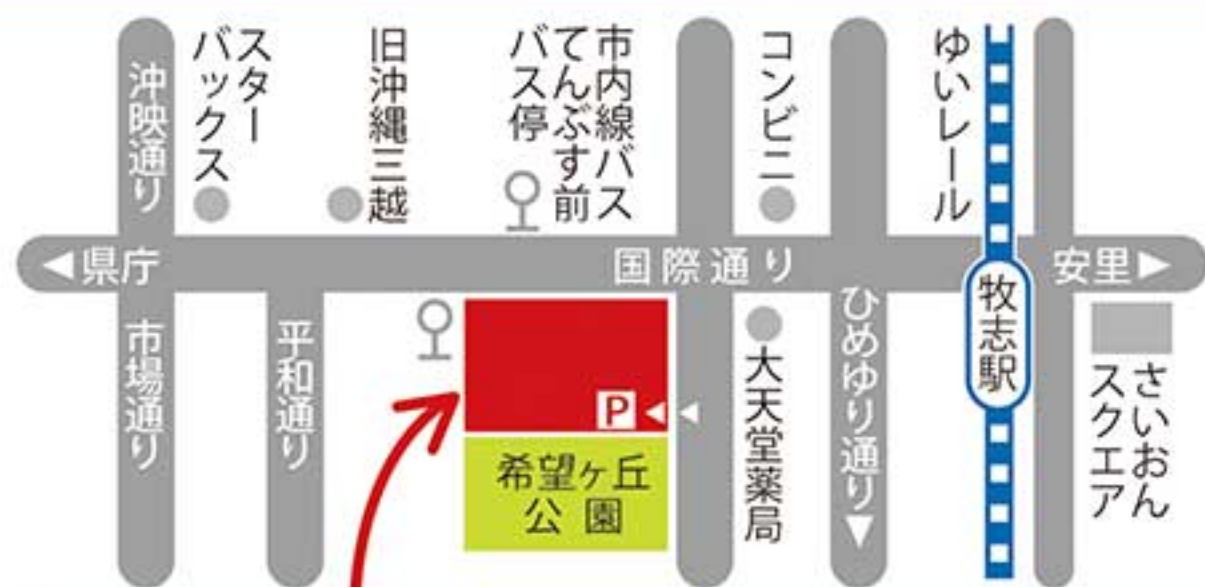 沖映通り
スター
バックス
旧沖縄三越
市内線バス
てんぶす前
バス停
コンビニ
ゆいレール
◀県庁
国際通り
安里▶
市場通り
平和通り
P
希望ヶ丘
公園
大天堂薬局
ひめゆり通り▼
牧志駅
さいおん
スクエア